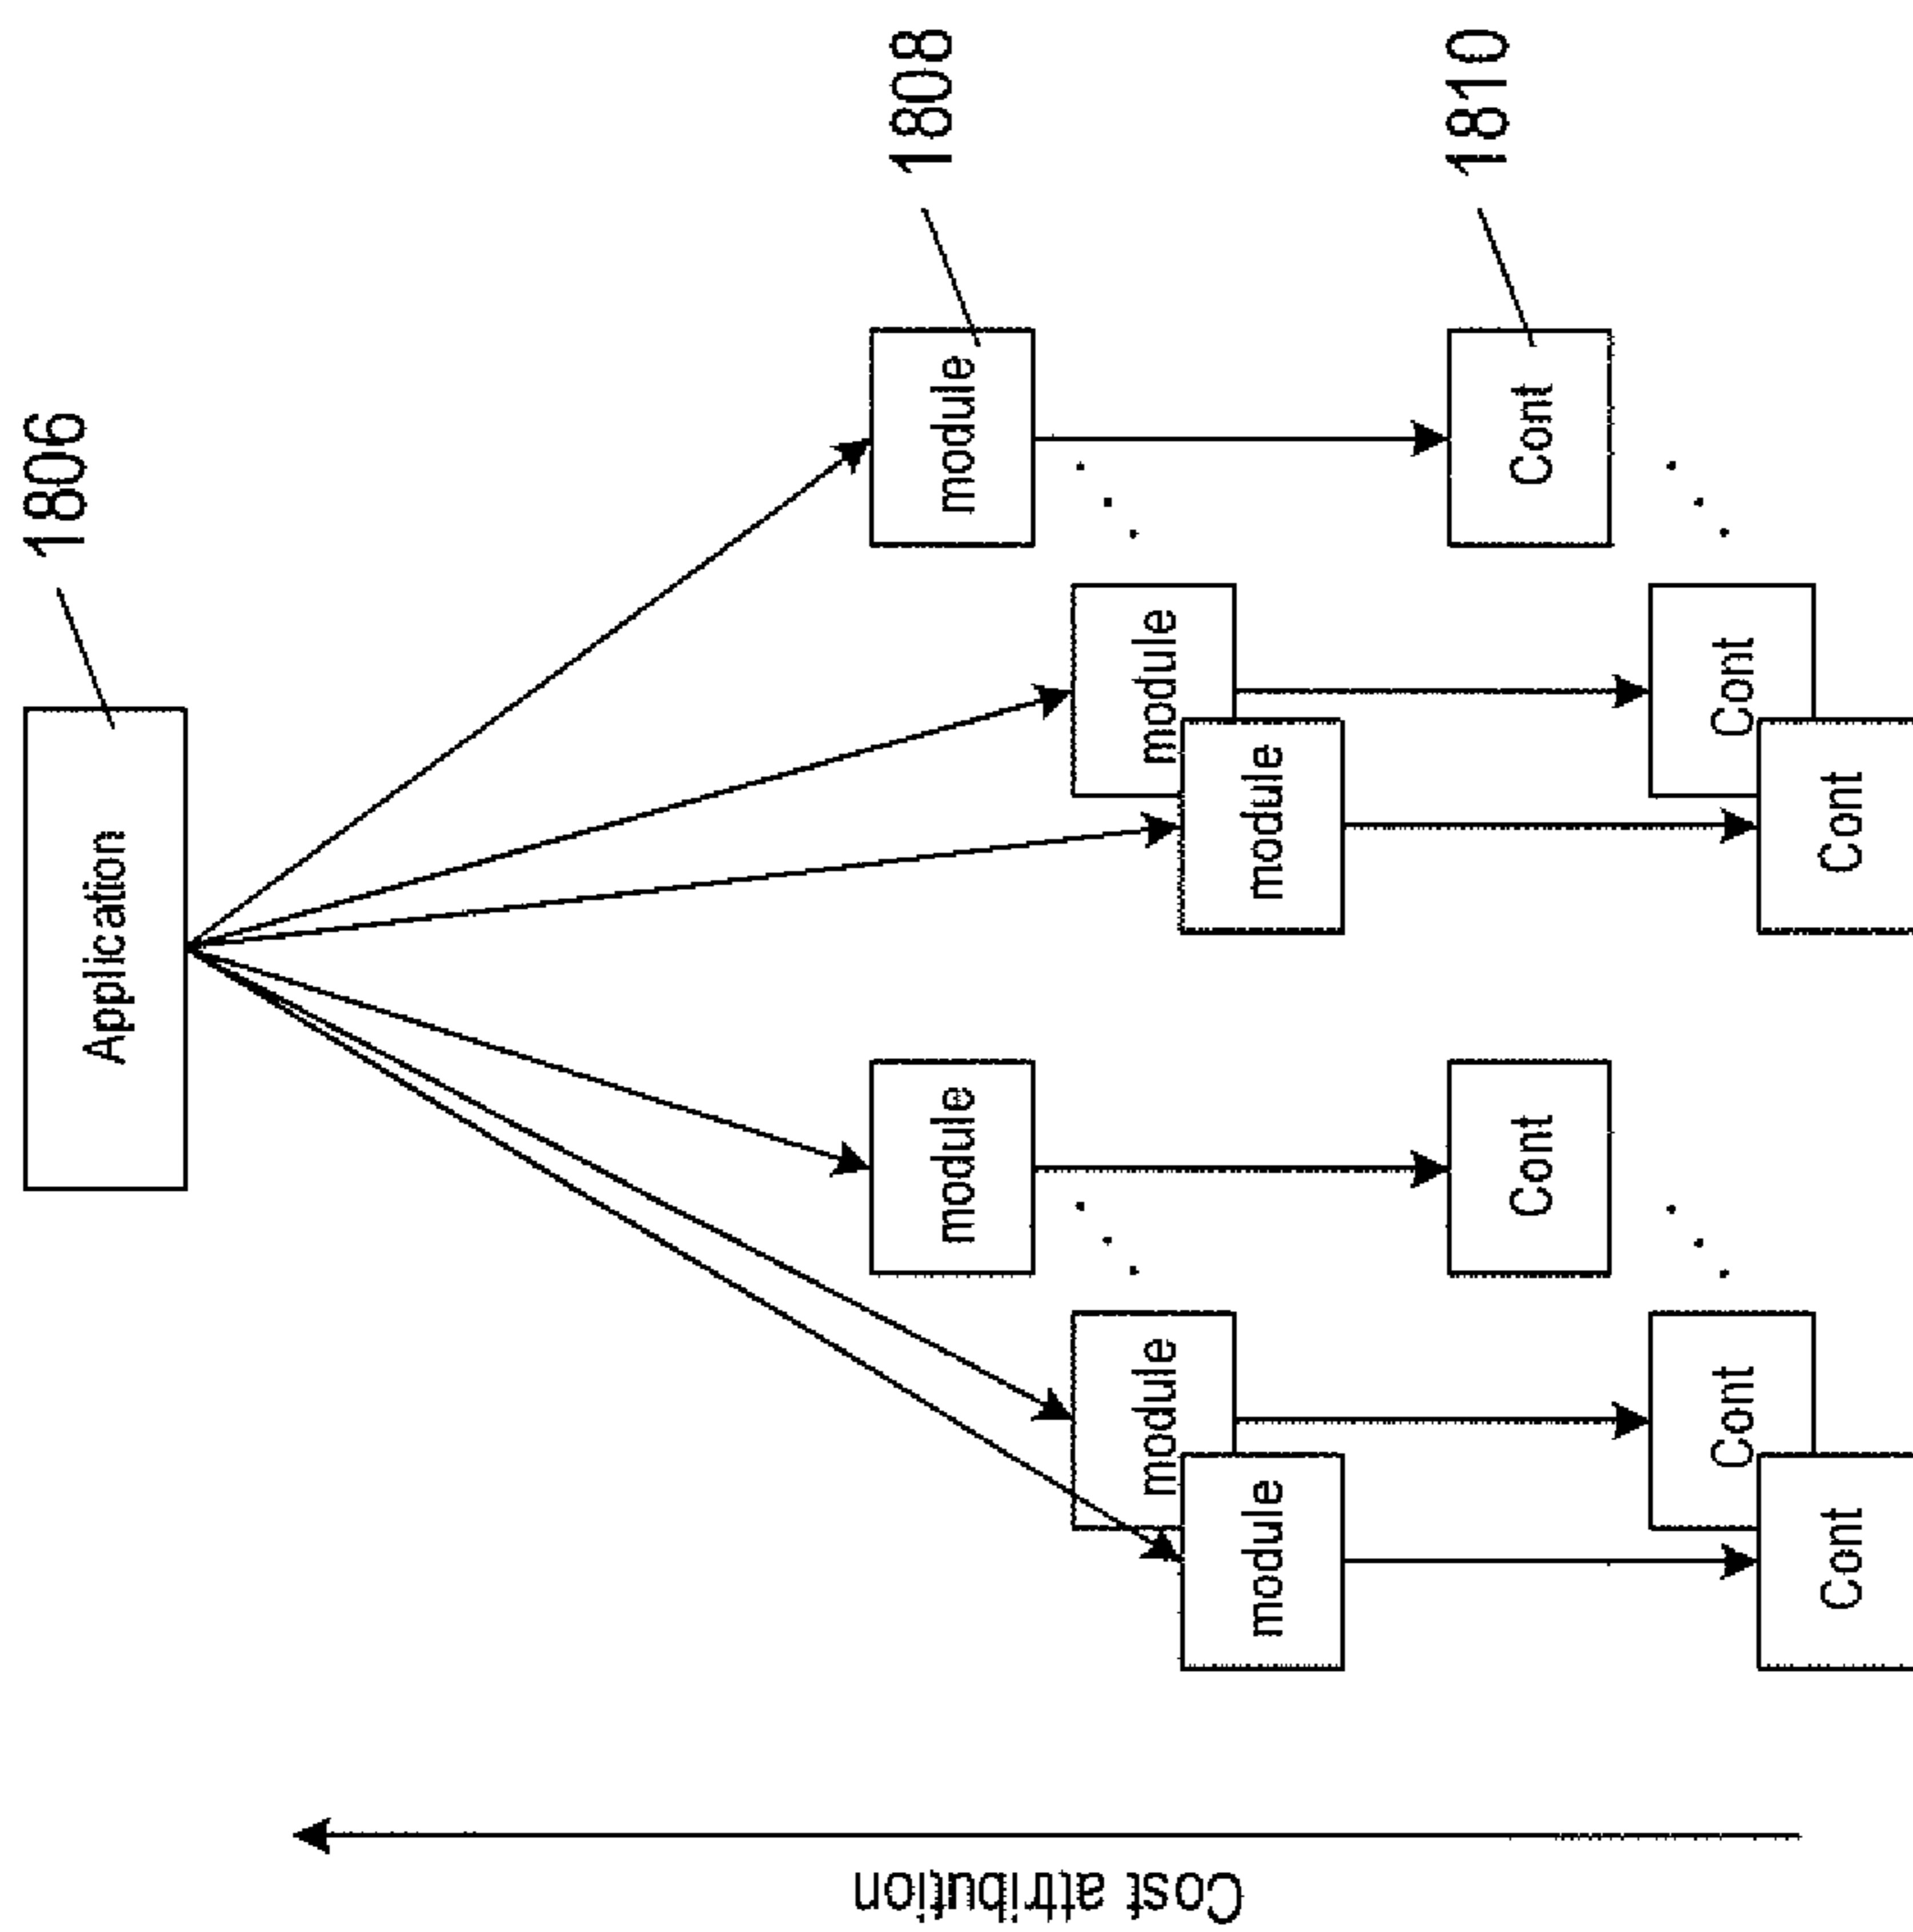 Application
1806
module
module
module
module
module
module
1808
Cont
Cont
Cont
Cont
Cont
Cont
1810
Cost attribution